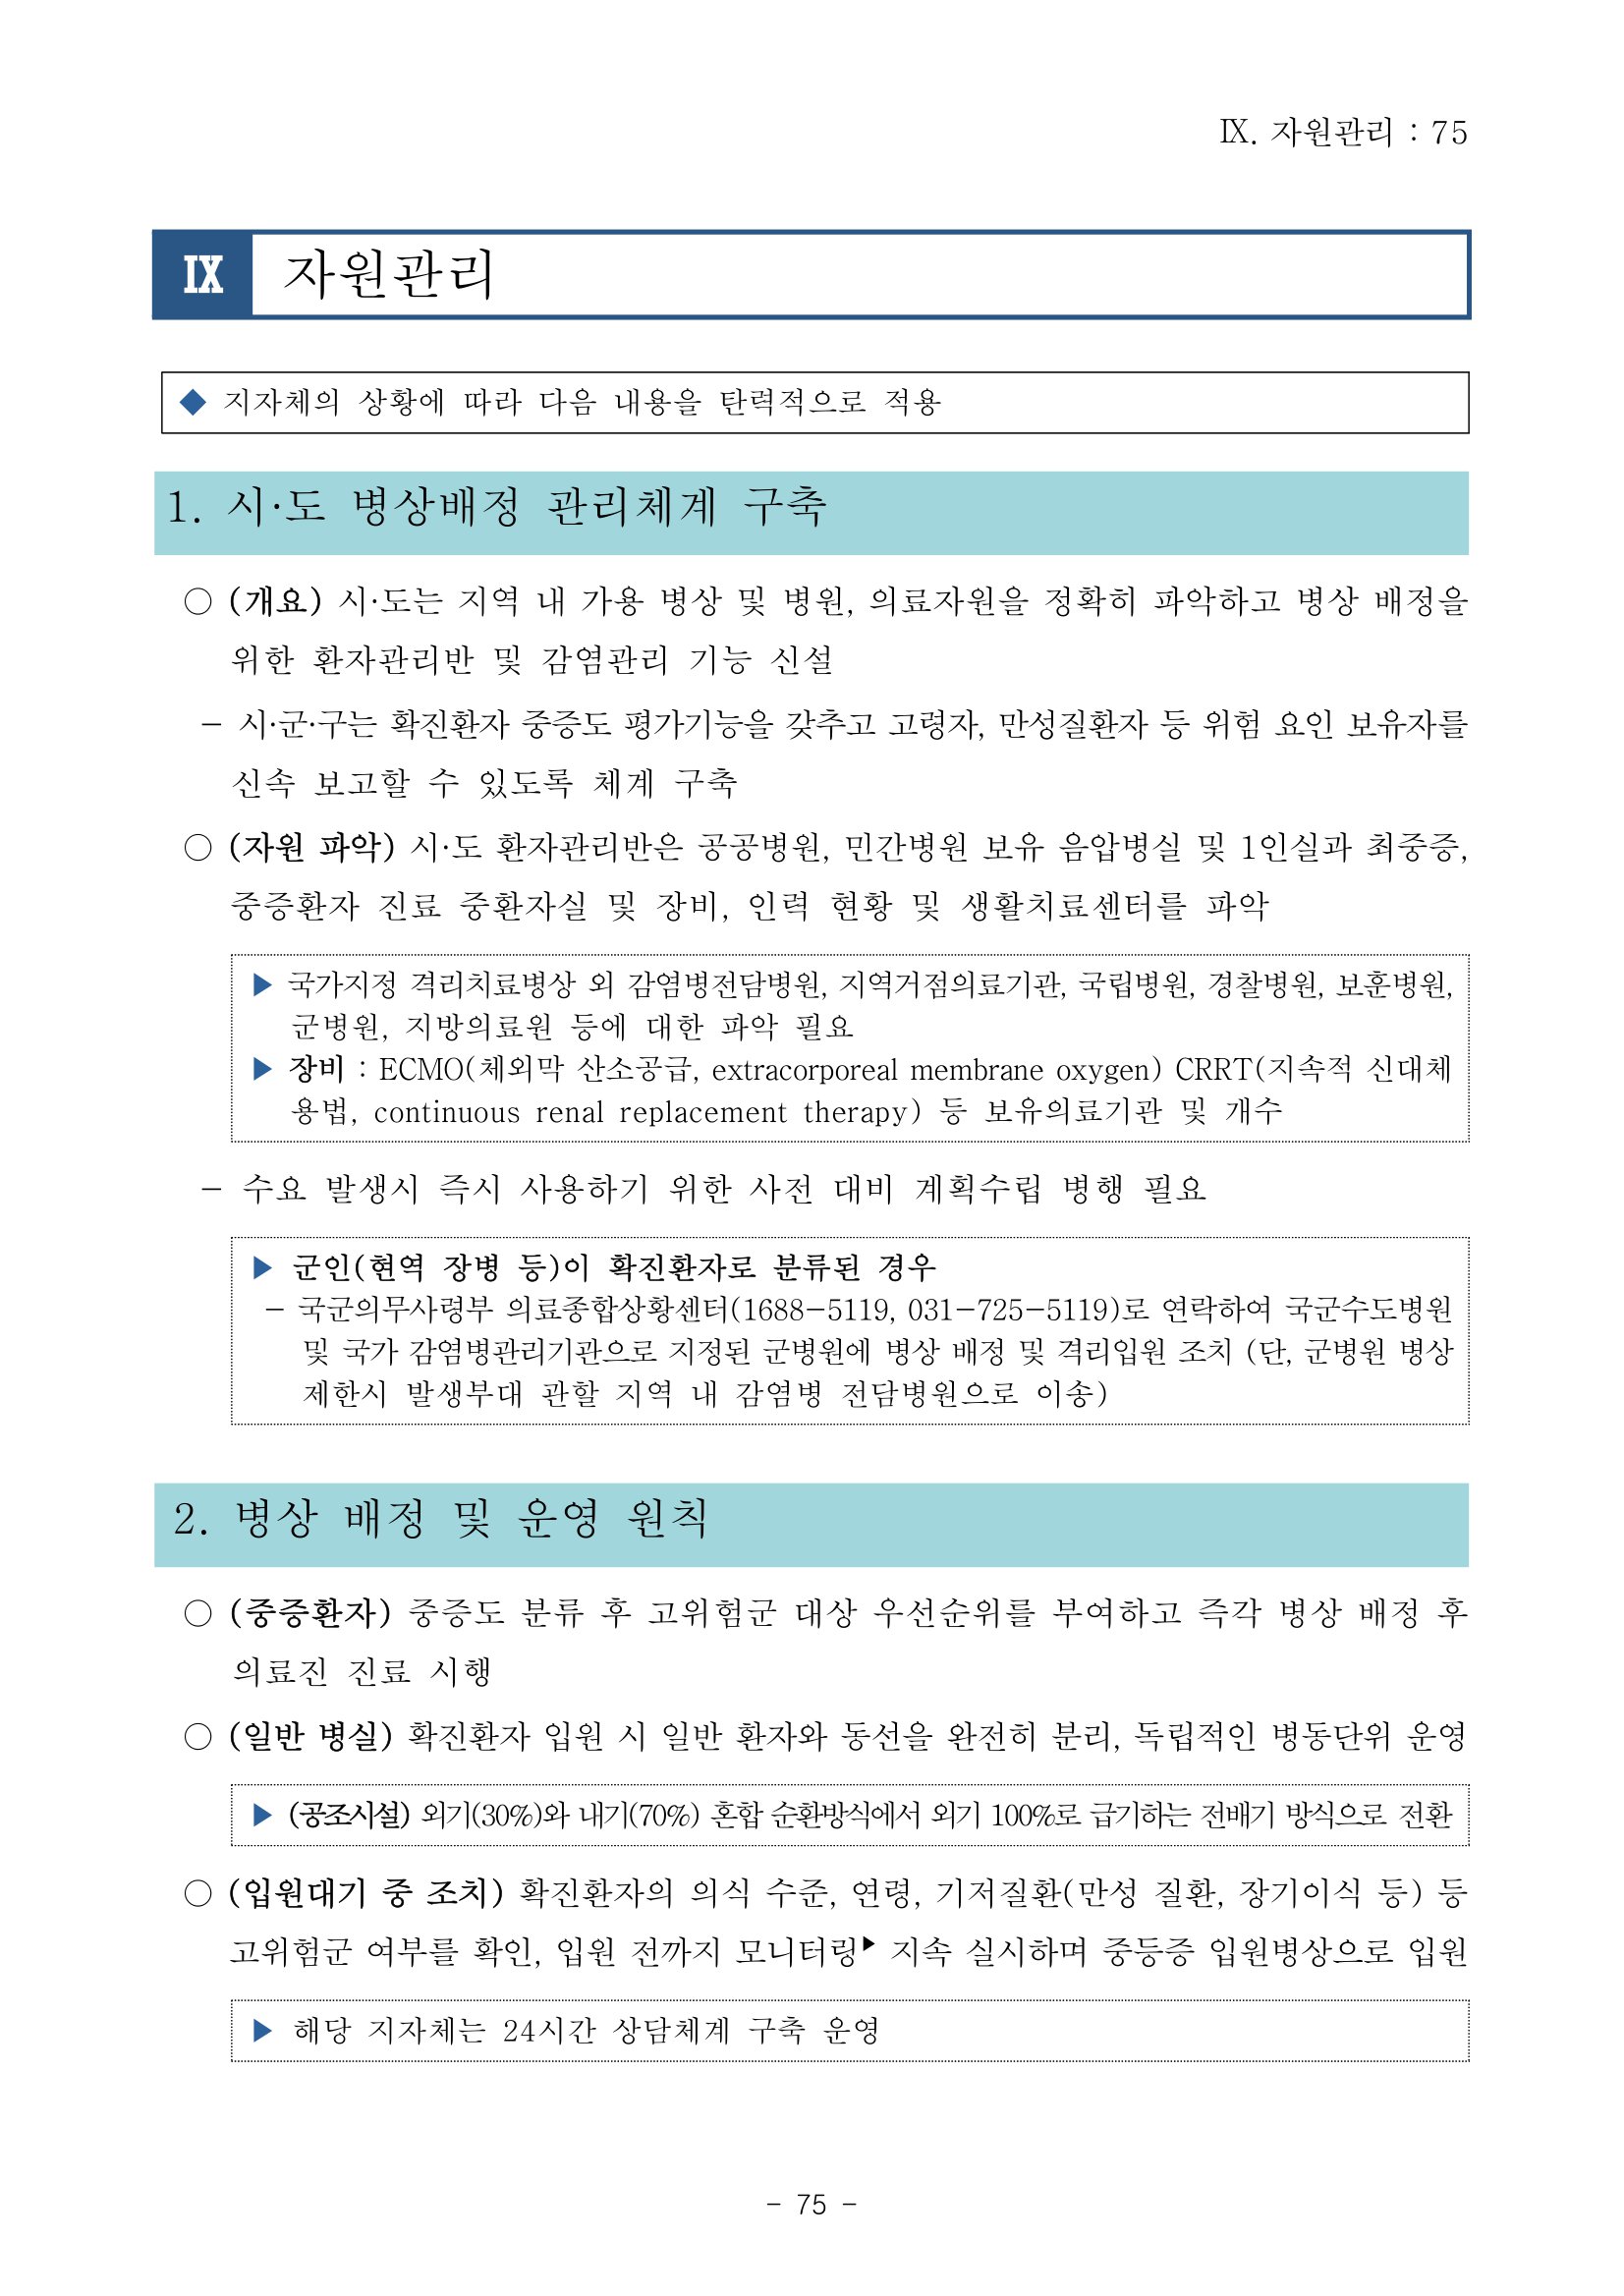 Ⅸ. 자원관리 : 75
Ⅸ 자원관리
◆ 지자체의 상황에 따라 다음 내용을 탄력적으로 적용
1. 시·도 병상배정 관리체계 구축
○ (개요) 시·도는 지역 내 가용 병상 및 병원, 의료자원을 정확히 파악하고 병상 배정을
위한 환자관리반 및 감염관리 기능 신설
- 시·군·구는 확진환자 중증도 평가기능을 갖추고 고령자, 만성질환자 등 위험 요인 보유자를
신속 보고할 수 있도록 체계 구축
○ (자원 파악) 시·도 환자관리반은 공공병원, 민간병원 보유 음압병실 및 1인실과 최중증,
중증환자 진료 중환자실 및 장비, 인력 현황 및 생활치료센터를 파악
▶ 국가지정 격리치료병상 외 감염병전담병원, 지역거점의료기관, 국립병원, 경찰병원, 보훈병원,
군병원, 지방의료원 등에 대한 파악 필요
▶ 장비 : ECMO(체외막 산소공급, extracorporeal membrane oxygen) CRRT(지속적 신대체
용법, continuous renal replacement therapy) 등 보유의료기관 및 개수
- 수요 발생시 즉시 사용하기 위한 사전 대비 계획수립 병행 필요
▶ 군인(현역 장병 등)이 확진환자로 분류된 경우
- 국군의무사령부 의료종합상황센터(1688-5119, 031-725-5119)로 연락하여 국군수도병원
및 국가 감염병관리기관으로 지정된 군병원에 병상 배정 및 격리입원 조치 (단, 군병원 병상
제한시 발생부대 관할 지역 내 감염병 전담병원으로 이송)
2. 병상 배정 및 운영 원칙
○ (중증환자) 중증도 분류 후 고위험군 대상 우선순위를 부여하고 즉각 병상 배정 후
의료진 진료 시행
○ (일반 병실) 확진환자 입원 시 일반 환자와 동선을 완전히 분리, 독립적인 병동단위 운영
▶ (공조시설) 외기(30%)와 내기(70%) 혼합 순환방식에서 외기 100%로 급기하는 전배기 방식으로 전환
○ (입원대기 중 조치) 확진환자의 의식 수준, 연령, 기저질환(만성 질환, 장기이식 등) 등
고위험군 여부를 확인, 입원 전까지 모니터링▶ 지속 실시하며 중등증 입원병상으로 입원
▶ 해당 지자체는 24시간 상담체계 구축 운영
- 75 -